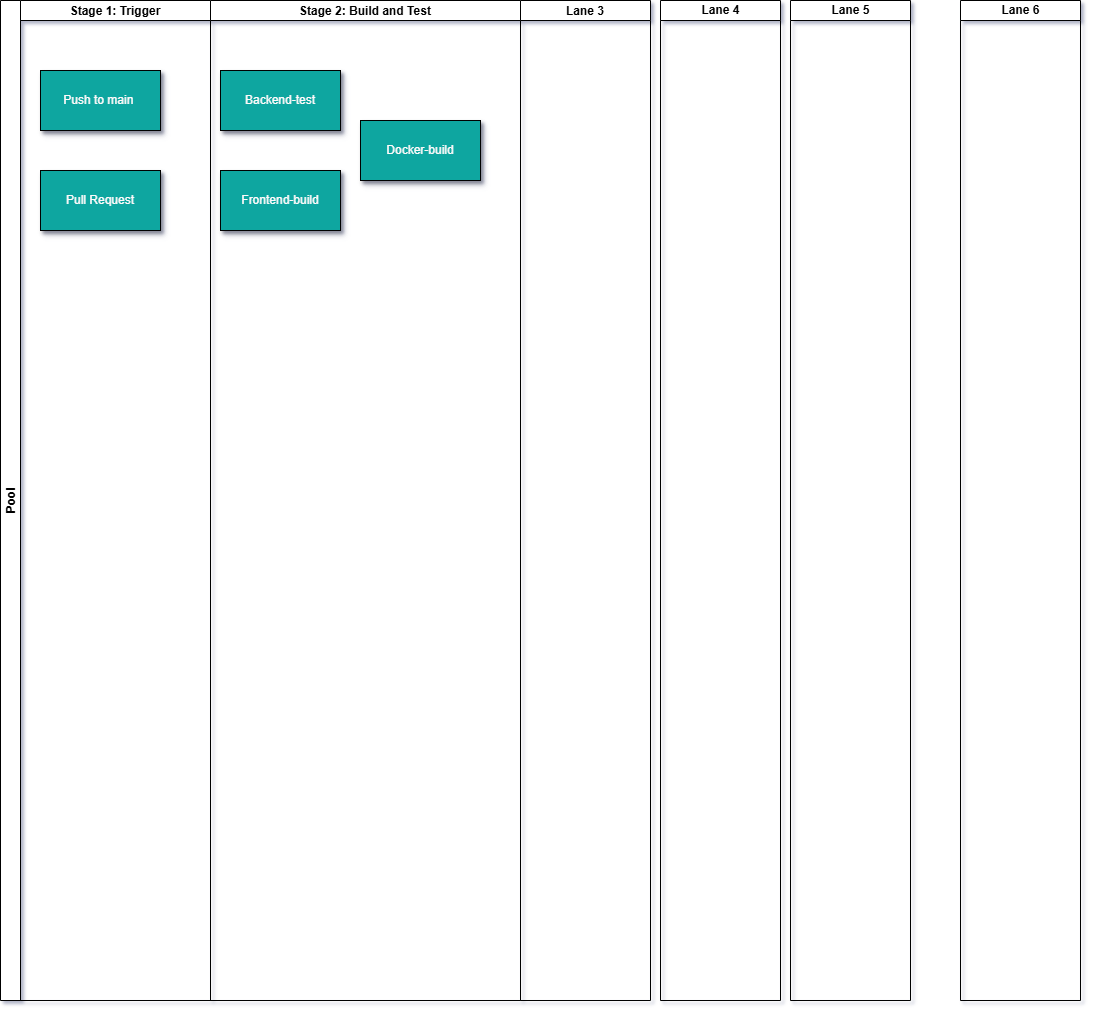 Stage 1: Trigger
Stage 2: Build and Test
Lane 3
Lane 4
Lane 5
Lane 6
Pool
Push to main
Backend-test
Docker-build
Pull Request
Frontend-build